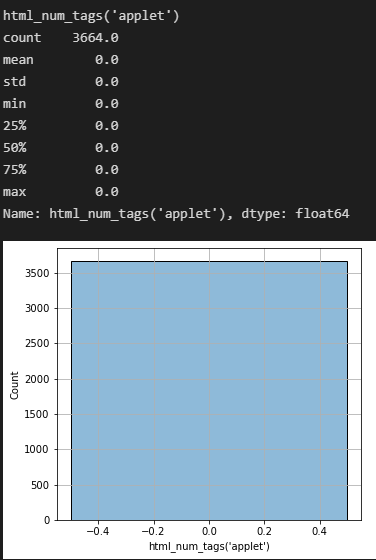 html_num_tags('applet')
count 3664.0
mean 0.0
std 0.0
min 0.0
25% 0.0
50% 0.0
75% 0.0
max 0.0
Name: html_num_tags('applet'), dtype: float64
3500
3000
2500
2000
1500
1000
500
0
Count
−0.4 −0.2 0.0 0.2 0.4
html_num_tags('applet')